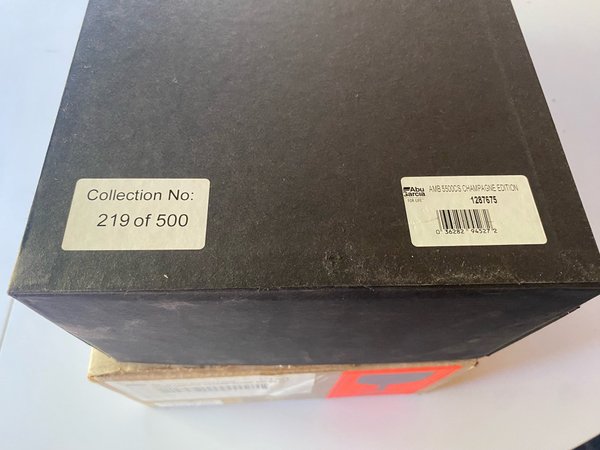 Collection No:
219 of 500
Abu
Garcia
FOR LIFE
AMB 5500CS CHAMPAGNE EDITION
1287675
0 36282 94527 2